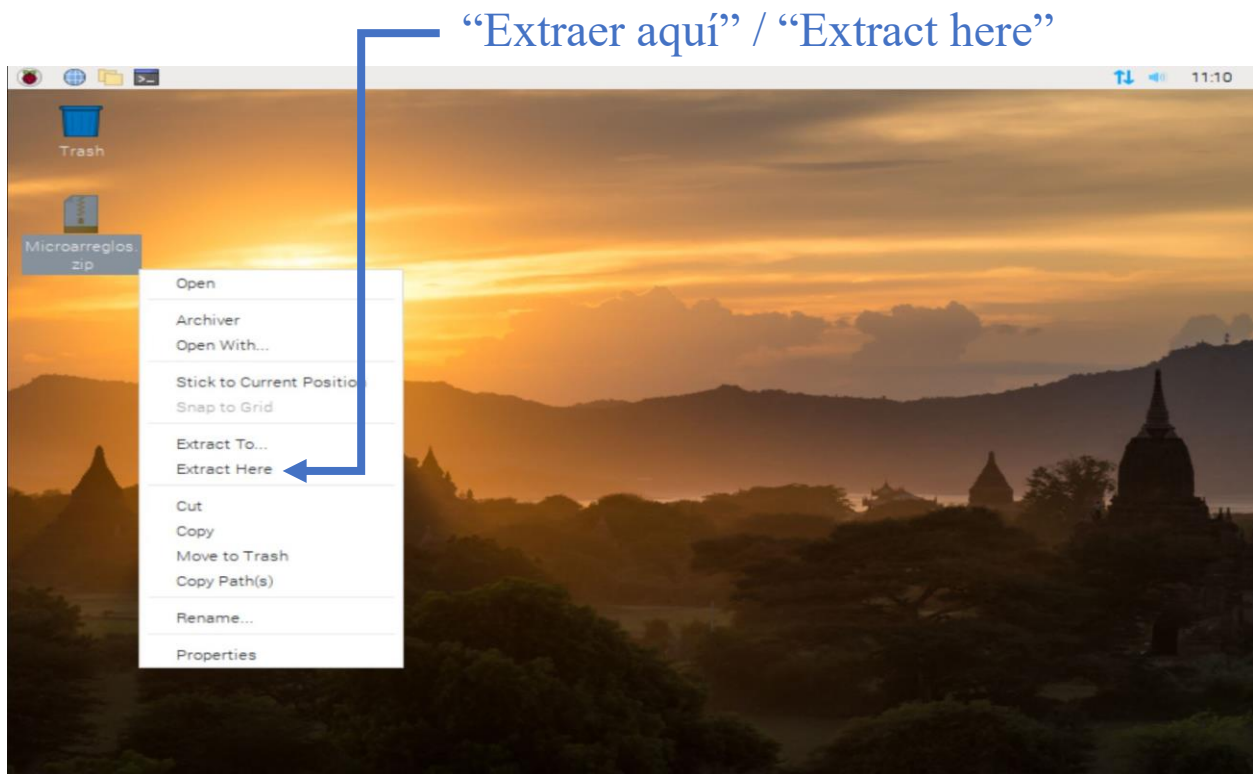 “Extraer aquí” / “Extract here”
11:10
Trash
Microarreglos.
zip
Open
Archiver
Open With...
Stick to Current Position
Snap to Grid
Extract To...
Extract Here
Cut
Copy
Move to Trash
Copy Path(s)
Rename...
Properties